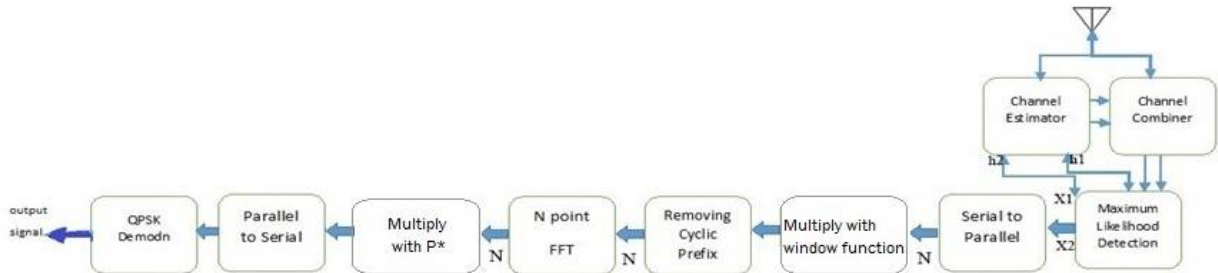 Channel
Estimator
Channel
Combiner
h2
h1
X1
X2
Maximum
Likelihood
Detection
Serial to
Parallel
N
Multiply with
window function
Removing
Cyclic
Prefix
N
N point
FFT
N
Multiply
with P*
Parallel
to Serial
QPSK
Demodn
output
signal